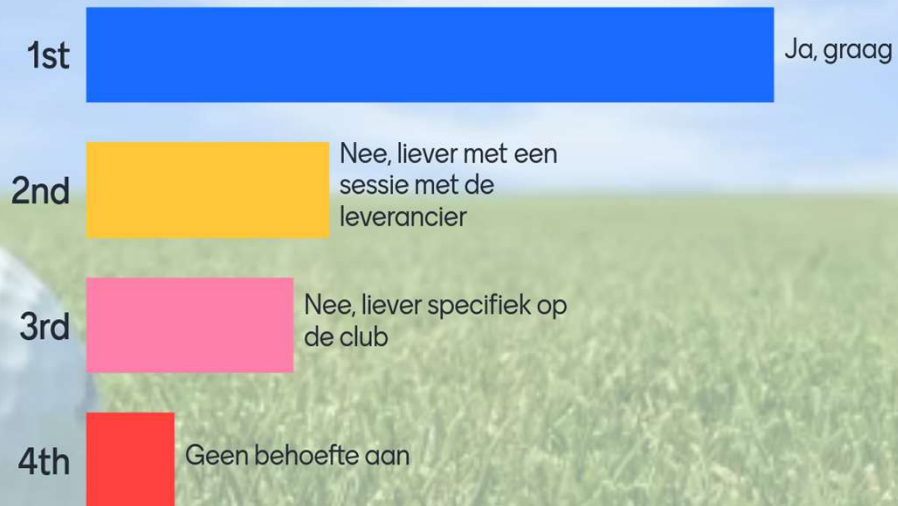 1st
Ja, graag
2nd
Nee, liever met een
sessie met de
leverancier
3rd
Nee, liever specifiek op
de club
4th
Geen behoefte aan